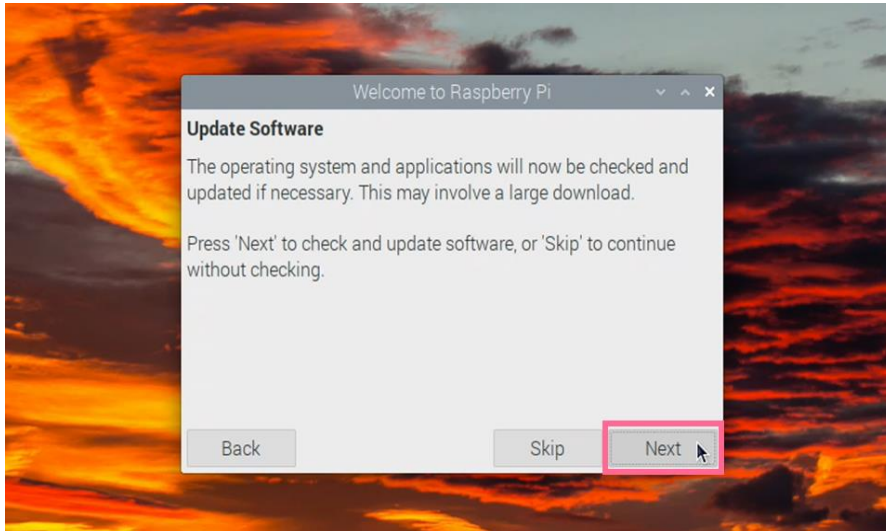 Welcome to Raspberry Pi
Update Software
The operating system and applications will now be checked and
updated if necessary. This may involve a large download.
Press 'Next' to check and update software, or 'Skip' to continue
without checking.
Back
Skip
Next